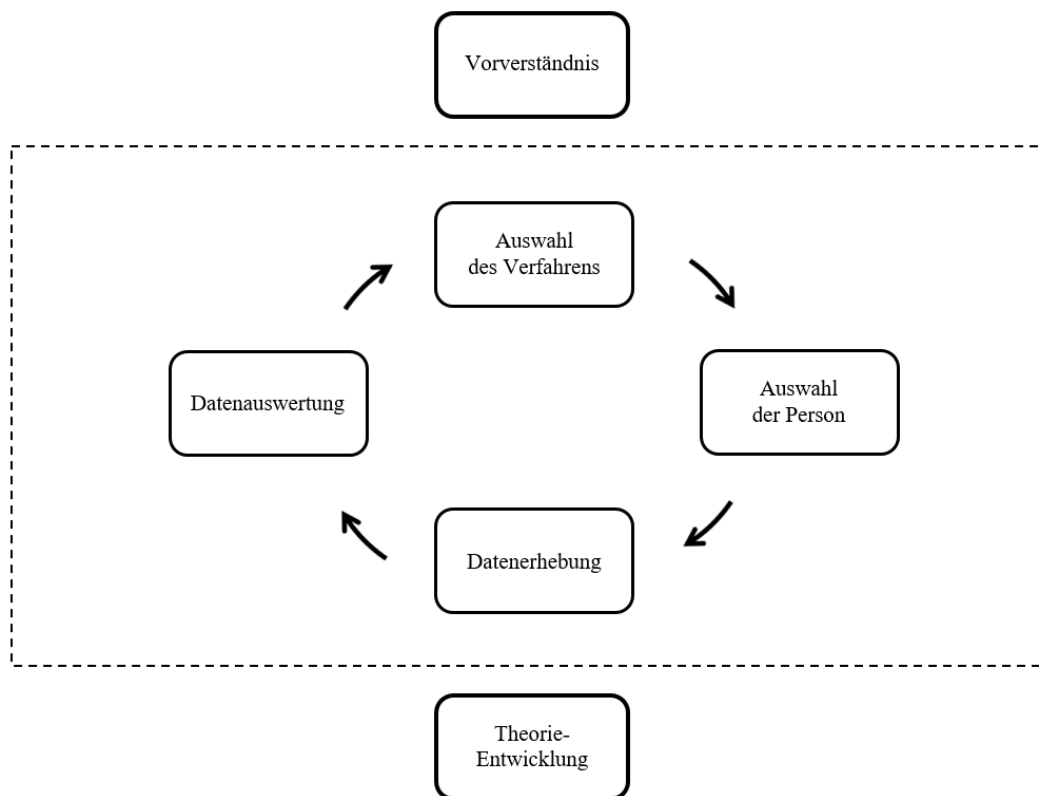 Vorverständnis
Auswahl
des Verfahrens
Datenauswertung
Auswahl
der Person
Datenerhebung
Theorie-
Entwicklung